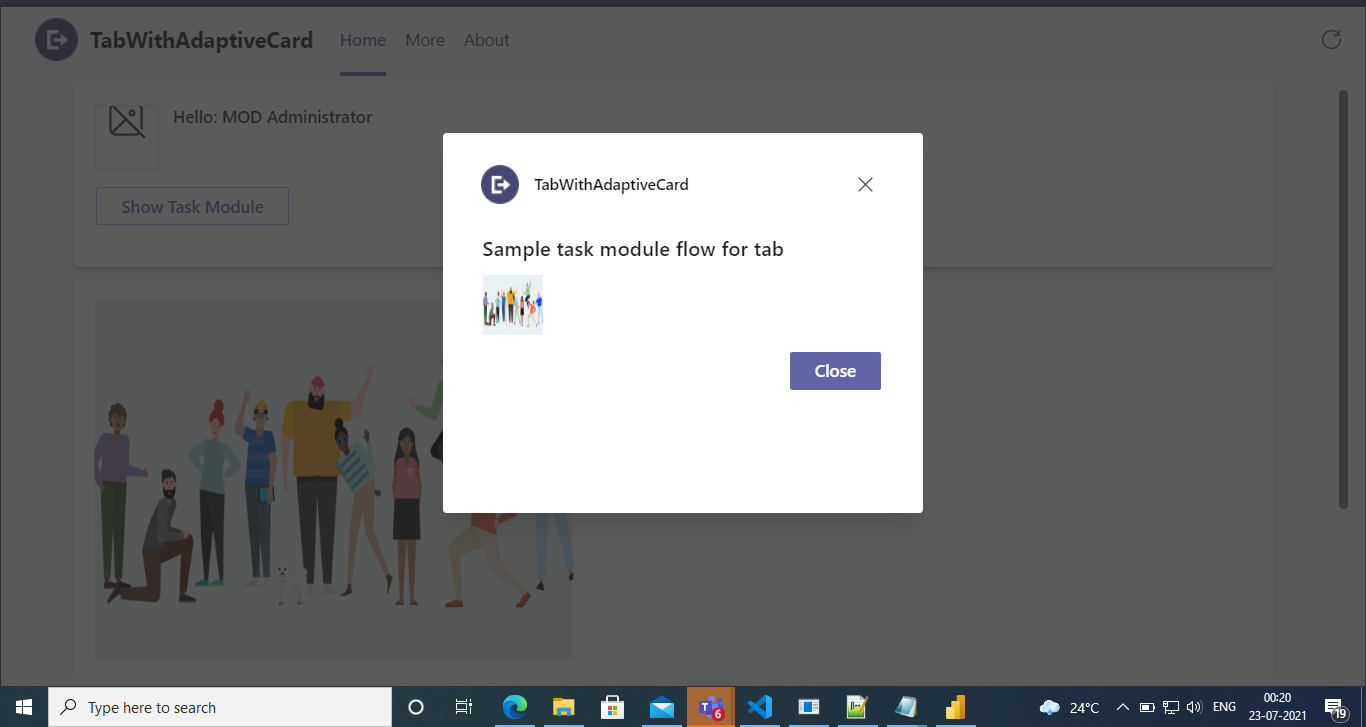 TabWithAdaptiveCard Home More About
Hello: MOD Administrator
Show Task Module
TabWithAdaptiveCard
Sample task module flow for tab
Close
Type here to search
T 6
24°C
ENG
00:20
23-07-2021
19